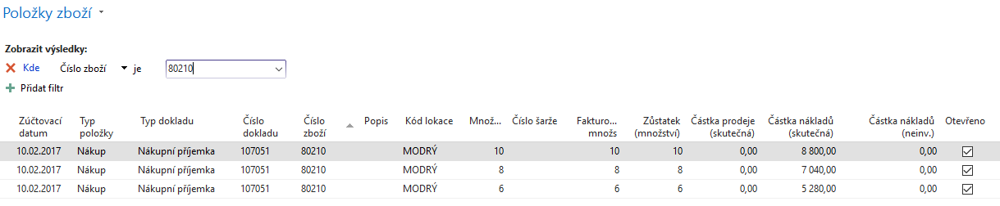 Položky zboží
Zobrazit výsledky:
Kde Číslo zboží je 80210
Přidat filtr
Zúčtovací datum Typ položky Typ dokladu Číslo dokladu Číslo zboží Popis Kód lokace Množ... Číslo šarže Fakturo... množs Zůstatek (množství) Částka prodeje (skutečná) Částka nákladů (skutečná) Částka nákladů (neinv.) Otevřeno
10.02.2017 Nákup Nákupní příjemka 107051 80210 MODRÝ 10 10 10 0,00 8 800,00 0,00
10.02.2017 Nákup Nákupní příjemka 107051 80210 MODRÝ 8 8 8 0,00 7 040,00 0,00
10.02.2017 Nákup Nákupní příjemka 107051 80210 MODRÝ 6 6 6 0,00 5 280,00 0,00